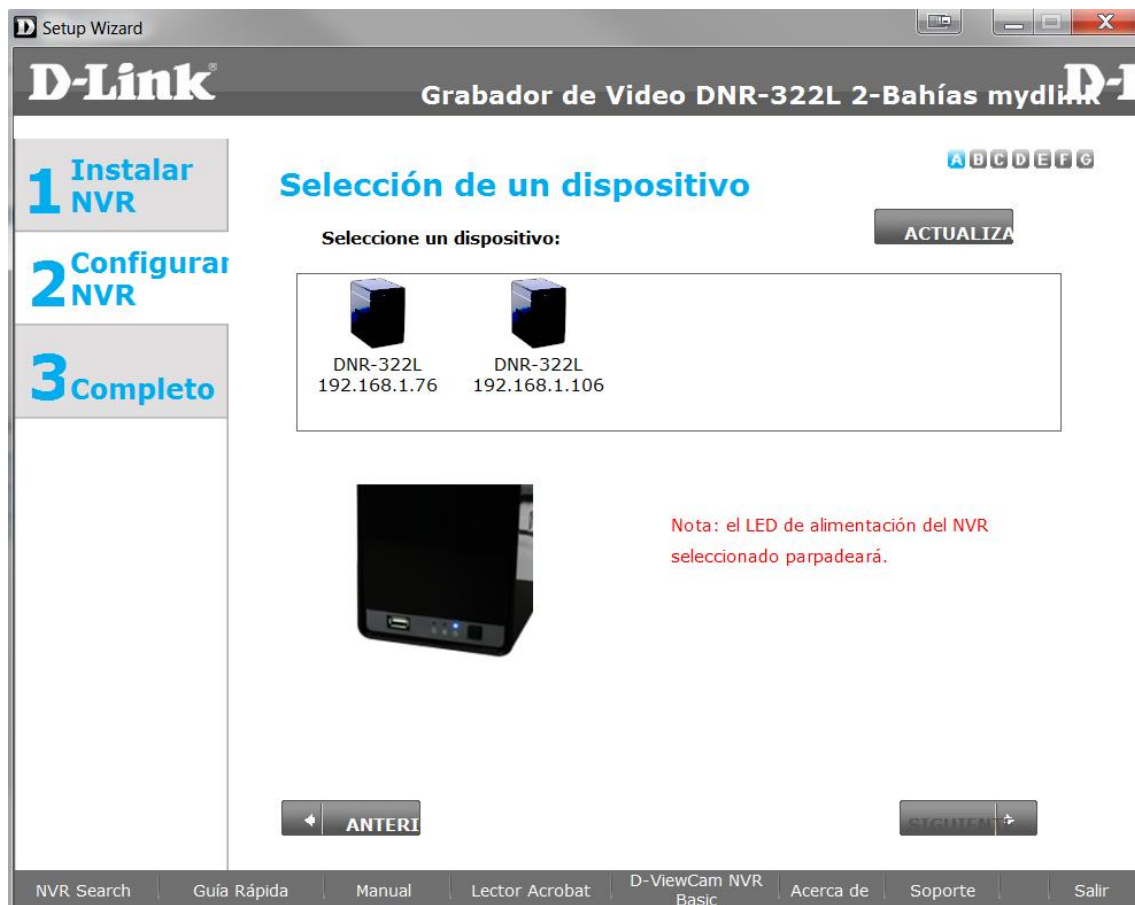 Setup Wizard
D-Link®
Grabador de Video DNR-322L 2-Bahías mydlink
D-L
1 Instalar
NVR
2 Configurar
NVR
3 Completo
A B C D E F G
Selección de un dispositivo
Seleccione un dispositivo:
ACTUALIZA
DNR-322L
192.168.1.76
DNR-322L
192.168.1.106
Nota: el LED de alimentación del NVR
seleccionado parpadeará.
ANTERI
SIGUIENT
NVR Search
Guía Rápida
Manual
Lector Acrobat
D-ViewCam NVR
Basic
Acerca de
Soporte
Salir